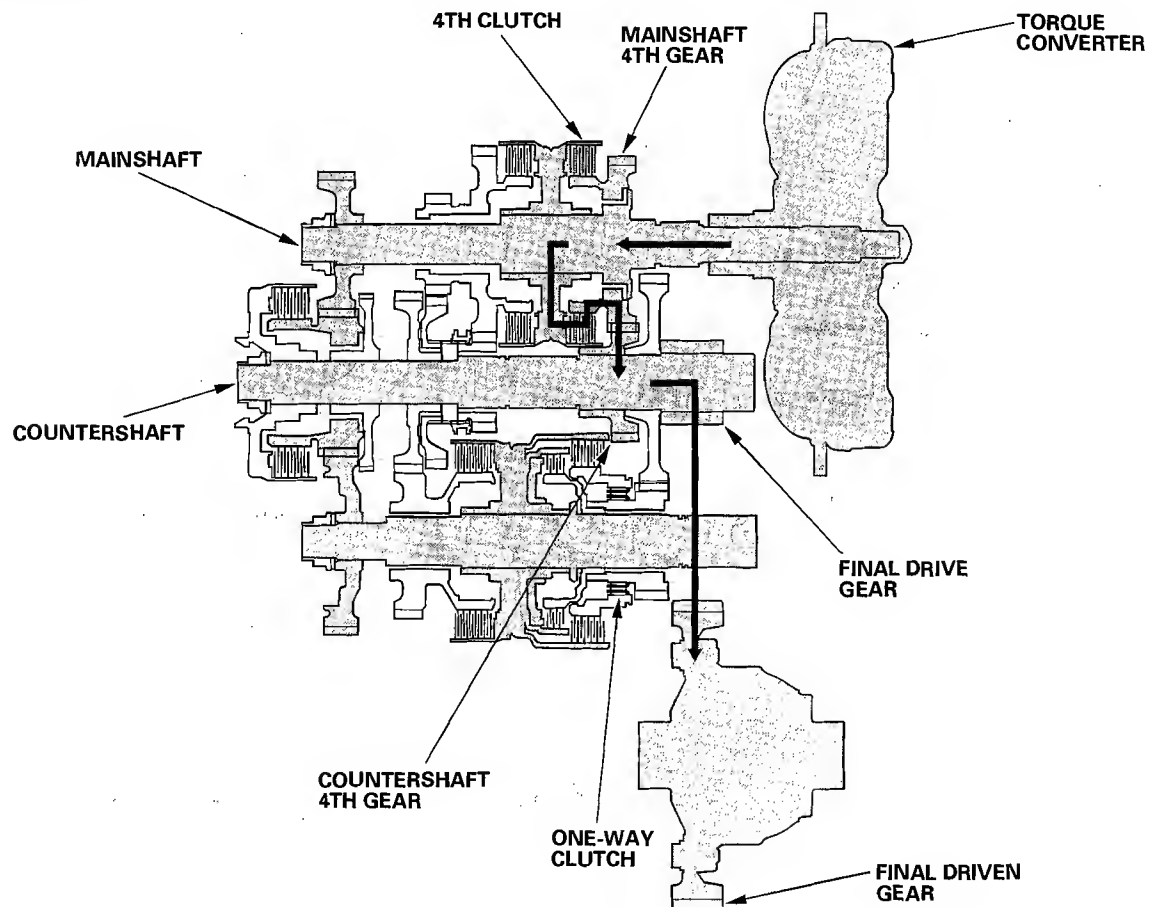 4TH CLUTCH
MAINSHAFT
4TH GEAR
TORQUE
CONVERTER
MAINSHAFT
COUNTERSHAFT
FINAL DRIVE
GEAR
COUNTERSHAFT
4TH GEAR
ONE-WAY
CLUTCH
FINAL DRIVEN
GEAR